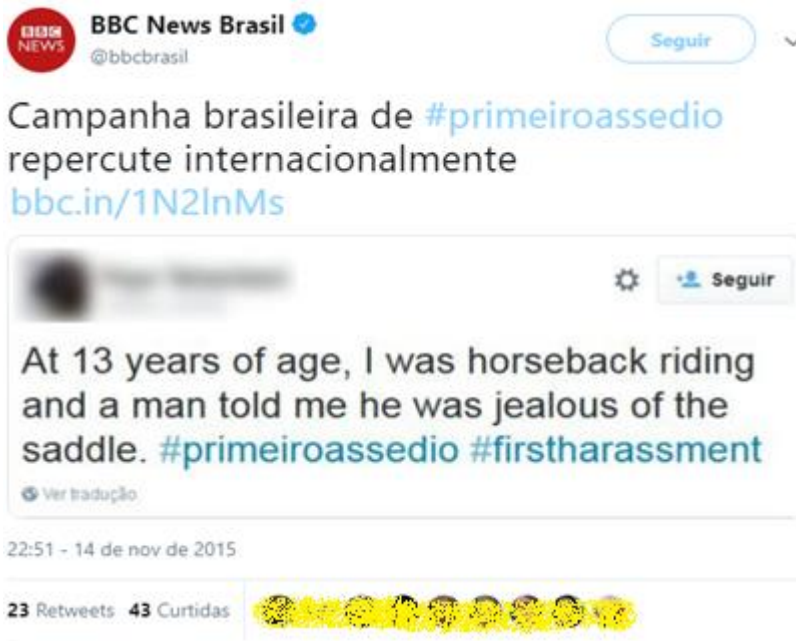 BBC
NEWS
BBC News Brasil
@bbcbrasil
Seguir
Campanha brasileira de #primeiroassedio
repercute internacionalmente
bbc.in/1N2lnMs
Seguir
At 13 years of age, I was horseback riding
and a man told me he was jealous of the
saddle. #primeiroassedio #firstharassment
Ver tradução
22:51 - 14 de nov de 2015
23 Retweets 43 Curtidas